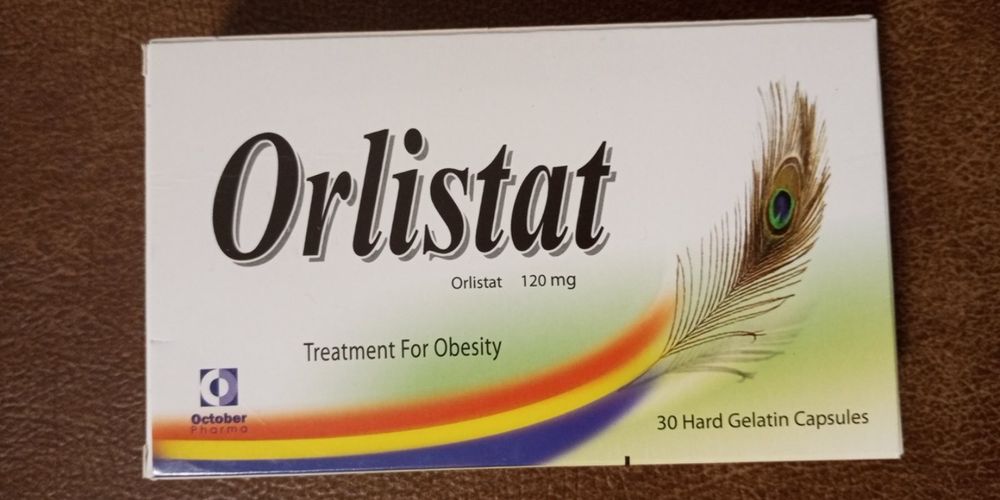 Orlistat
Orlistat 120 mg
Treatment For Obesity
October
Pharma
30 Hard Gelatin Capsules